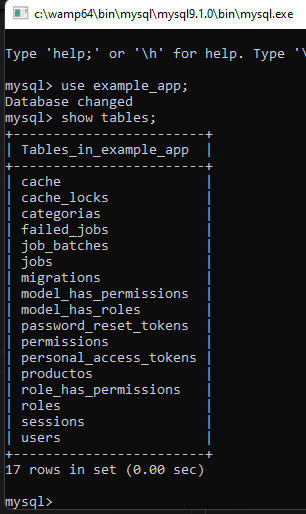 c:\wamp64\bin\mysql\mysql9.1.0\bin\mysql.exe
Type 'help;' or '\h' for help. Type '\
mysql> use example_app;
Database changed
mysql> show tables;
+-------------------------+
| Tables_in_example_app   |
+-------------------------+
| cache                   |
| cache_locks             |
| categorias              |
| failed_jobs             |
| job_batches             |
| jobs                    |
| migrations              |
| model_has_permissions   |
| model_has_roles         |
| password_reset_tokens   |
| permissions             |
| personal_access_tokens  |
| productos               |
| role_has_permissions    |
| roles                   |
| sessions                |
| users                   |
+-------------------------+
17 rows in set (0.00 sec)
mysql>